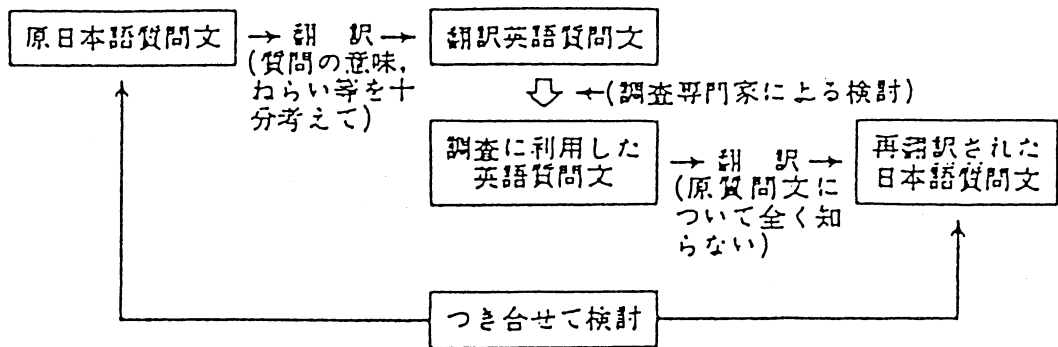 原日本語質問文
→ 翻 訳 →
(質問の意味,
ねらい等を十
分考えて)
翻訳英語質問文
←(調査専門家による検討)
調査に利用した
英語質問文
→ 翻 訳 →
(原質問文に
ついて全く知
らない)
再翻訳された
日本語質問文
つき合せて検討